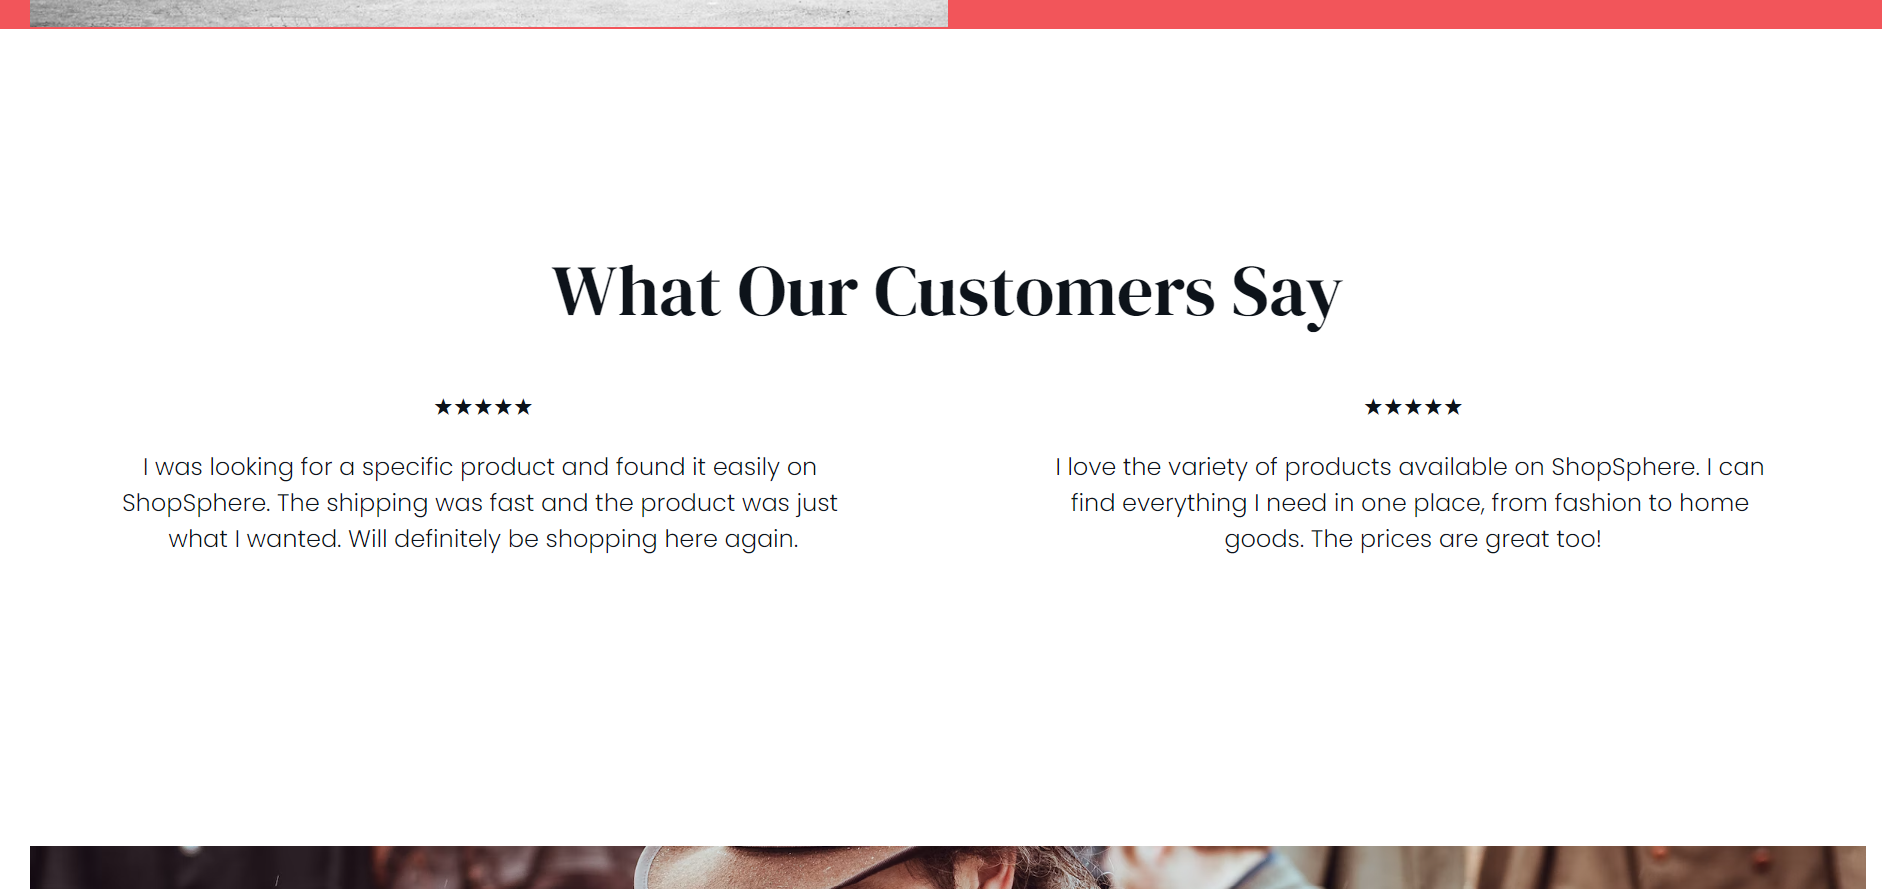 What Our Customers Say
★★★★★
I was looking for a specific product and found it easily on
ShopSphere. The shipping was fast and the product was just
what I wanted. Will definitely be shopping here again.
★★★★★
I love the variety of products available on ShopSphere. I can
find everything I need in one place, from fashion to home
goods. The prices are great too!